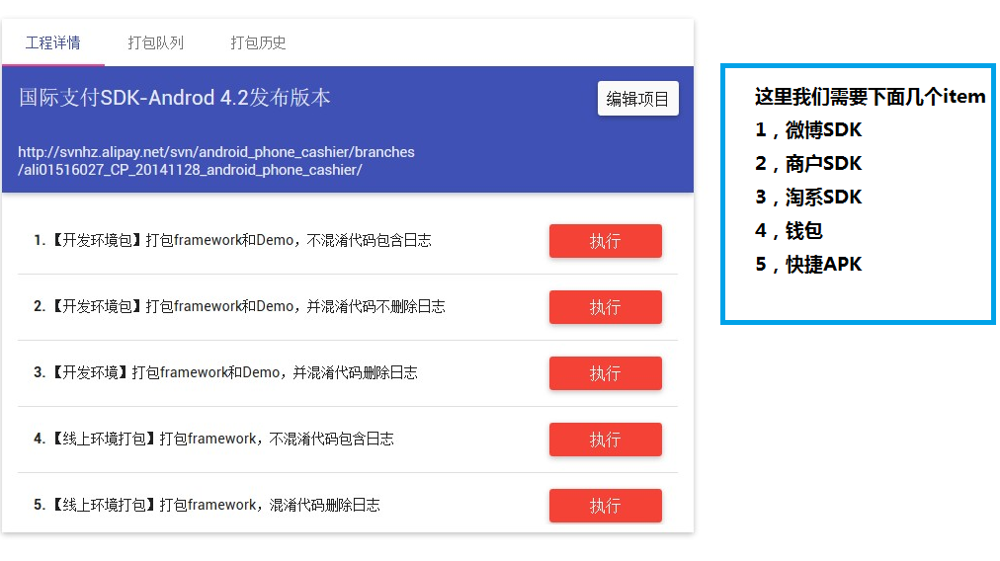 工程详情 打包队列 打包历史
国际支付SDK-Androd 4.2发布版本 编辑项目
http://svnhz.alipay.net/svn/android_phone_cashier/branches
/ali01516027_CP_20141128_android_phone_cashier/
1.【开发环境包】打包framework和Demo，不混淆代码包含日志 执行
2.【开发环境包】打包framework和Demo，并混淆代码不删除日志 执行
3.【开发环境】打包framework和Demo，并混淆代码删除日志 执行
4.【线上环境打包】打包framework，不混淆代码包含日志 执行
5.【线上环境打包】打包framework，混淆代码删除日志 执行
这里我们需要下面几个item
1，微博SDK
2，商户SDK
3，淘系SDK
4，钱包
5，快捷APK